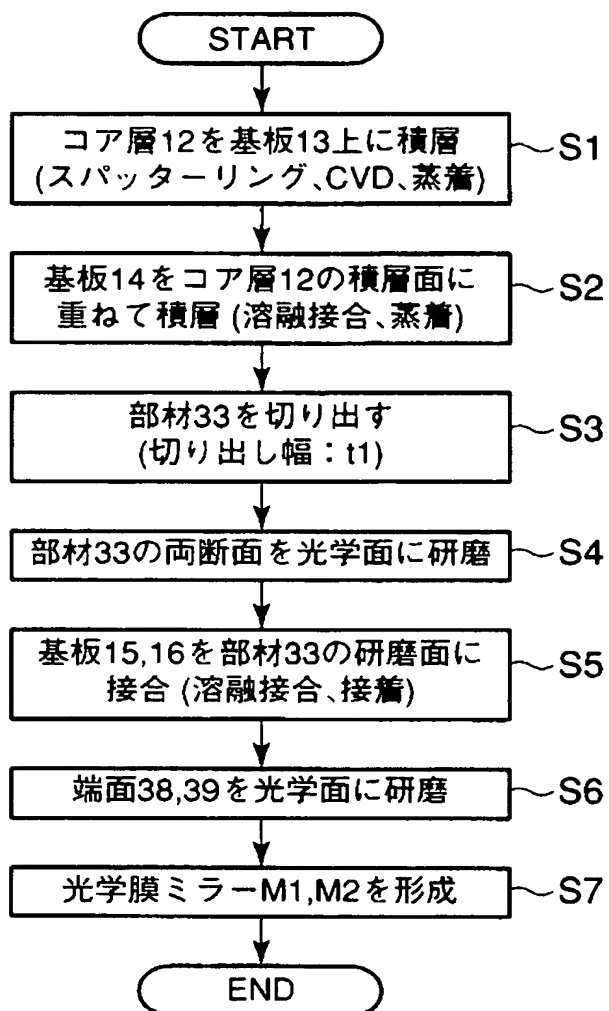 START
コア層12を基板13上に積層
(スパッターリング、CVD、蒸着)
S1
基板14をコア層12の積層面に
重ねて積層 (溶融接合、蒸着)
S2
部材33を切り出す
(切り出し幅：t1)
S3
部材33の両断面を光学面に研磨
S4
基板15,16を部材33の研磨面に
接合 (溶融接合、接着)
S5
端面38,39を光学面に研磨
S6
光学膜ミラーM1,M2を形成
S7
END